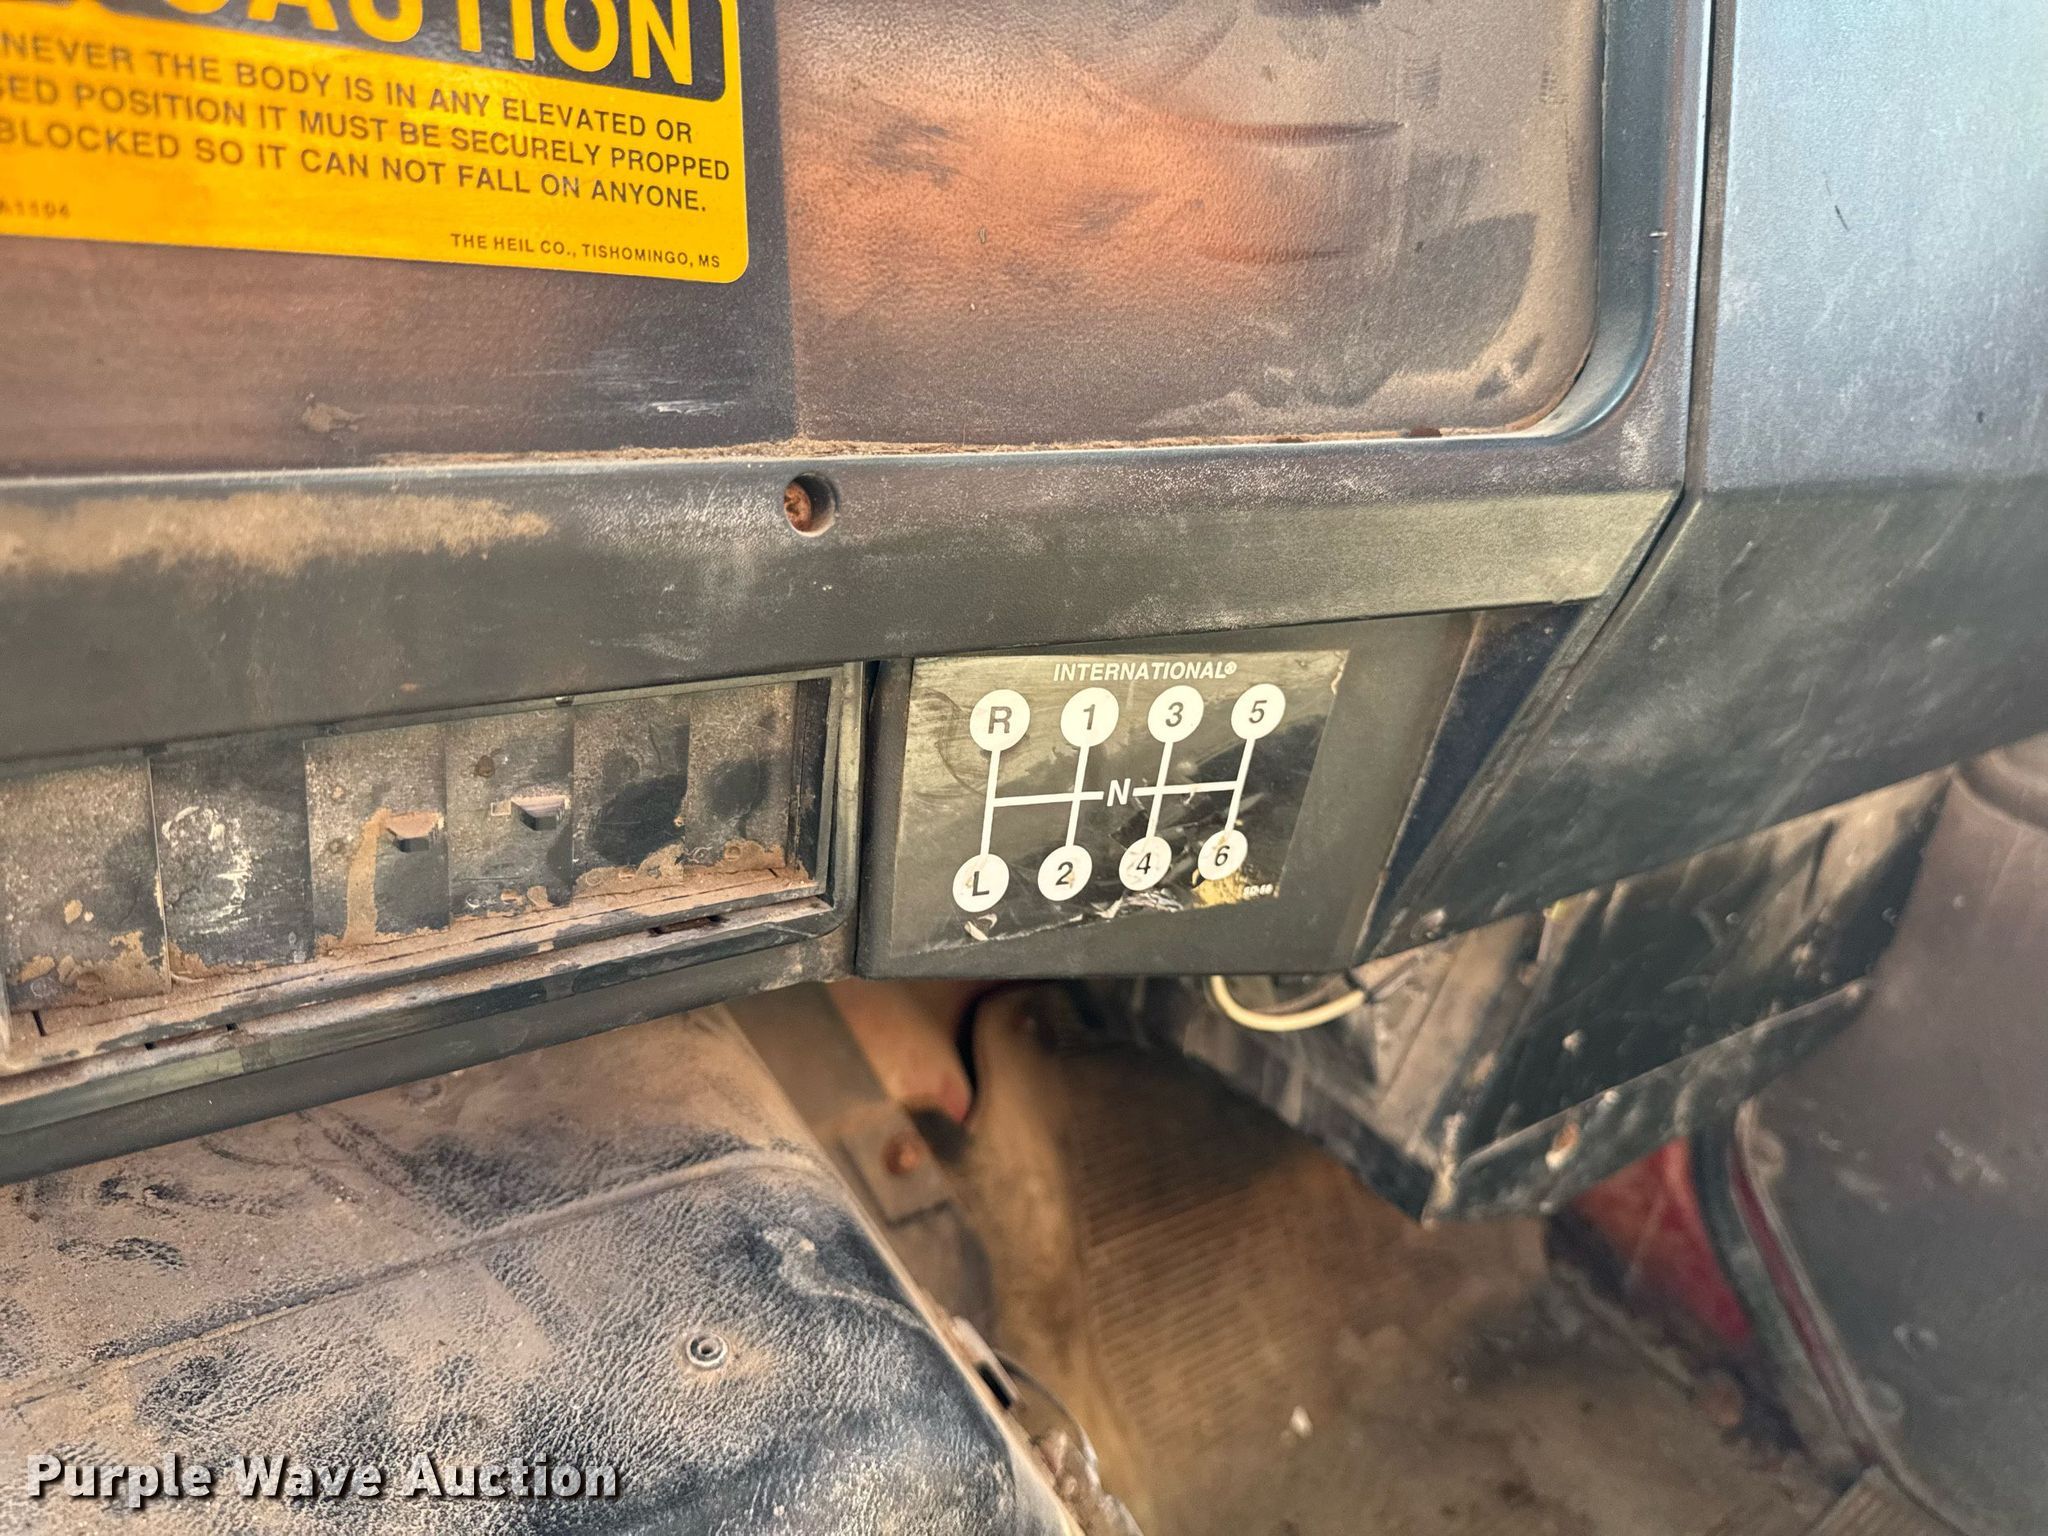 CAUTION
NEVER THE BODY IS IN ANY ELEVATED OR
SED POSITION IT MUST BE SECURELY PROPPED
BLOCKED SO IT CAN NOT FALL ON ANYONE.
A1104
THE HEIL CO., TISHOMINGO, MS
INTERNATIONAL®
R 1 3 5
N
L 2 4 6
Purple Wave Auction